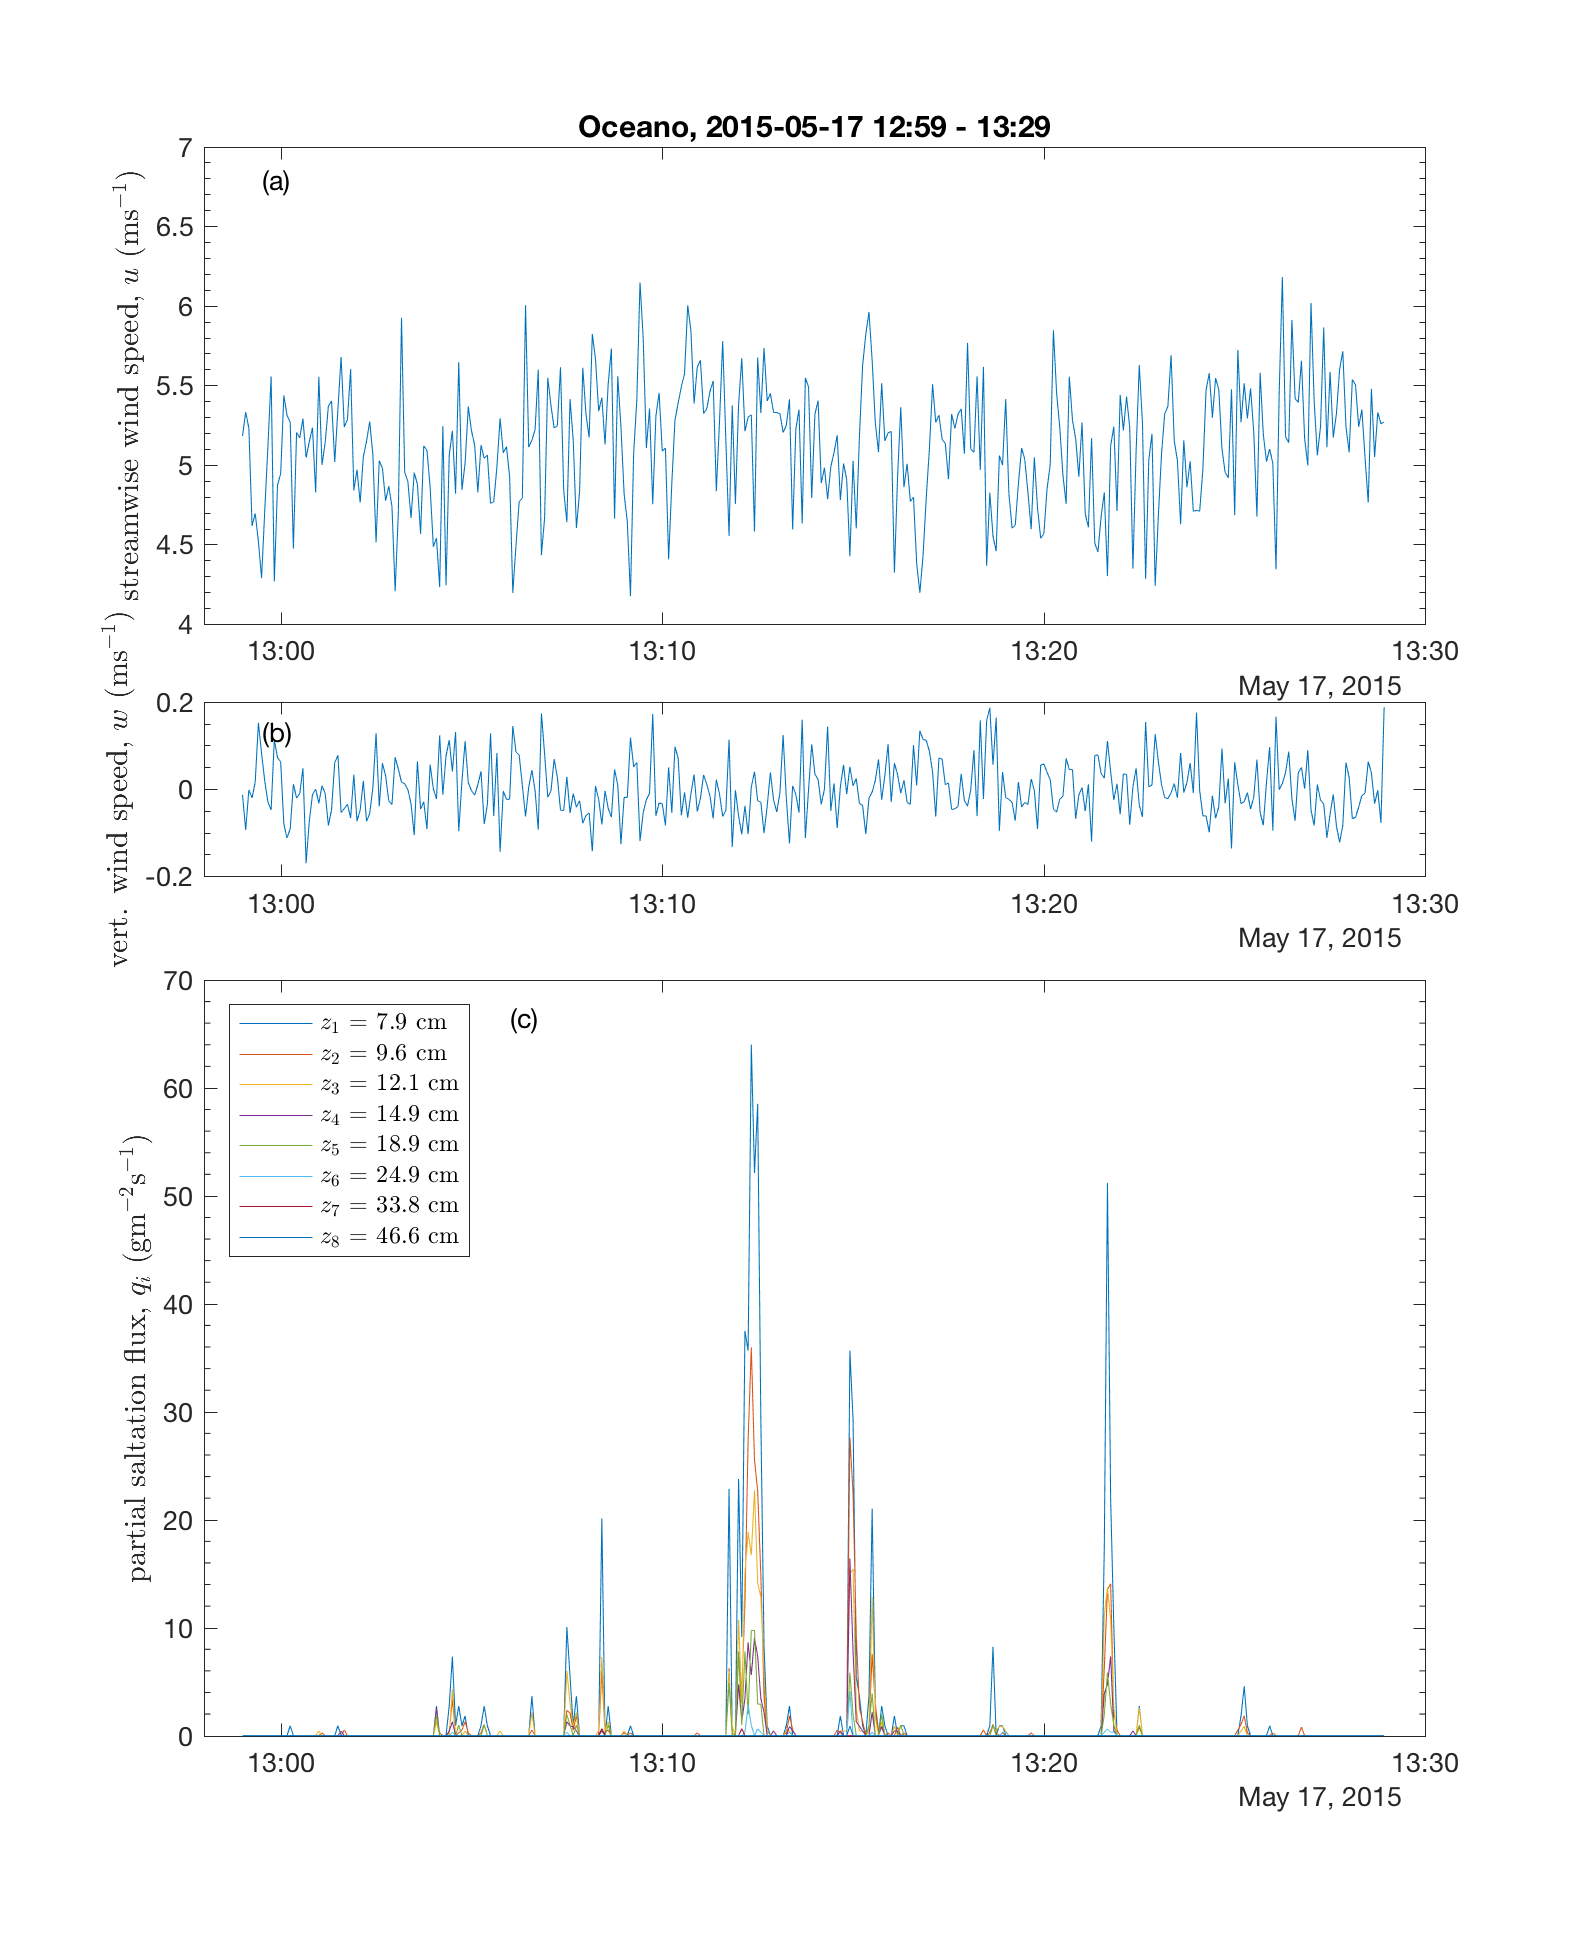 Oceano, 2015-05-17 12:59 - 13:29
(a)
streamwise wind speed, u (ms⁻¹)
7
6.5
6
5.5
5
4.5
4
13:00 13:10 13:20 13:30
May 17, 2015
(b)
vert. wind speed, w (ms⁻¹)
0.2
0
-0.2
13:00 13:10 13:20 13:30
May 17, 2015
(c)
partial saltation flux, qᵢ (gm⁻²s⁻¹)
70
60
50
40
30
20
10
0
z₁ = 7.9 cm
z₂ = 9.6 cm
z₃ = 12.1 cm
z₄ = 14.9 cm
z₅ = 18.9 cm
z₆ = 24.9 cm
z₇ = 33.8 cm
z₈ = 46.6 cm
13:00 13:10 13:20 13:30
May 17, 2015